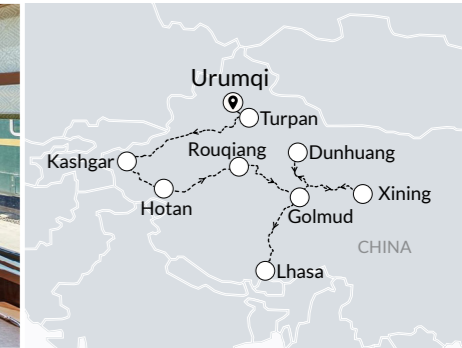 Urumqi
Turpan
Kashgar
Rouqiang
Dunhuang
Hotan
Golmud
Xining
CHINA
Lhasa